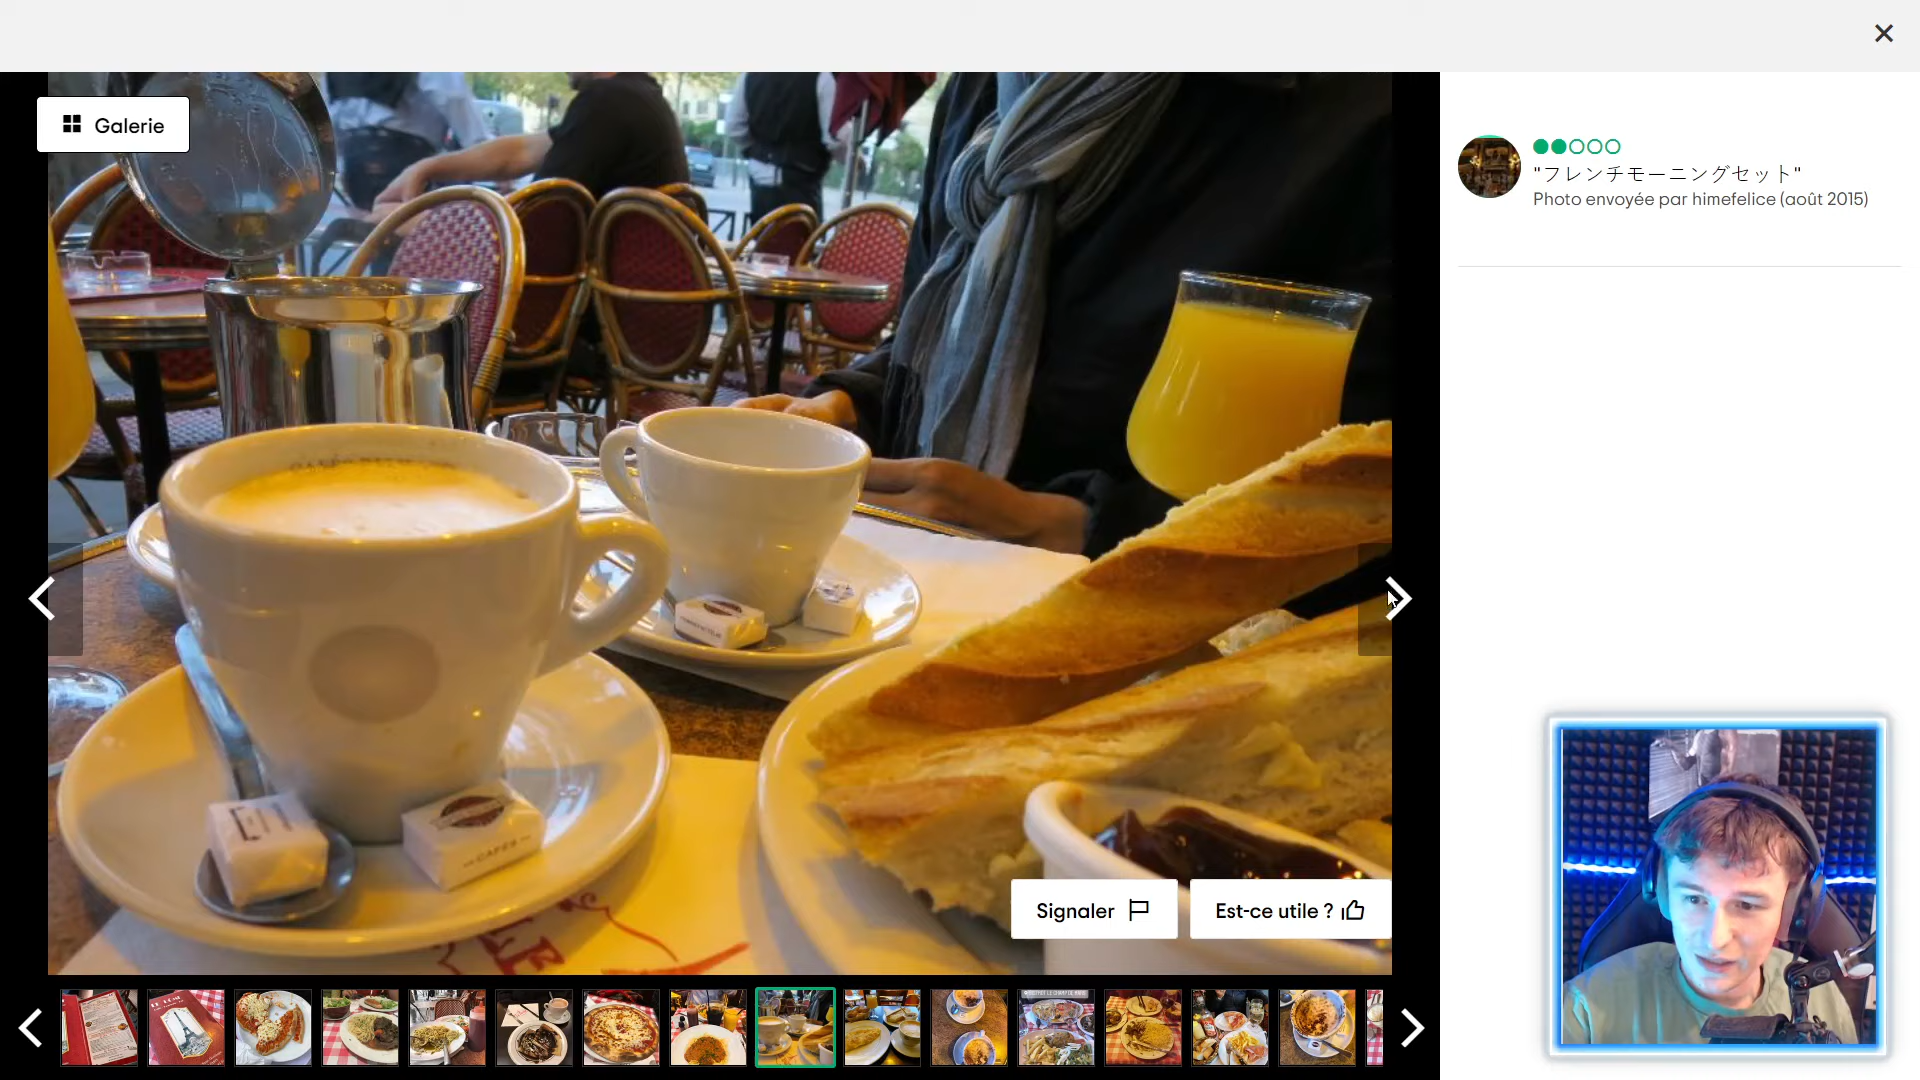 Galerie
"フレンチモーニングセット"
Photo envoyée par himefelice (août 2015)
CAFÉS
Signaler
Est-ce utile ?